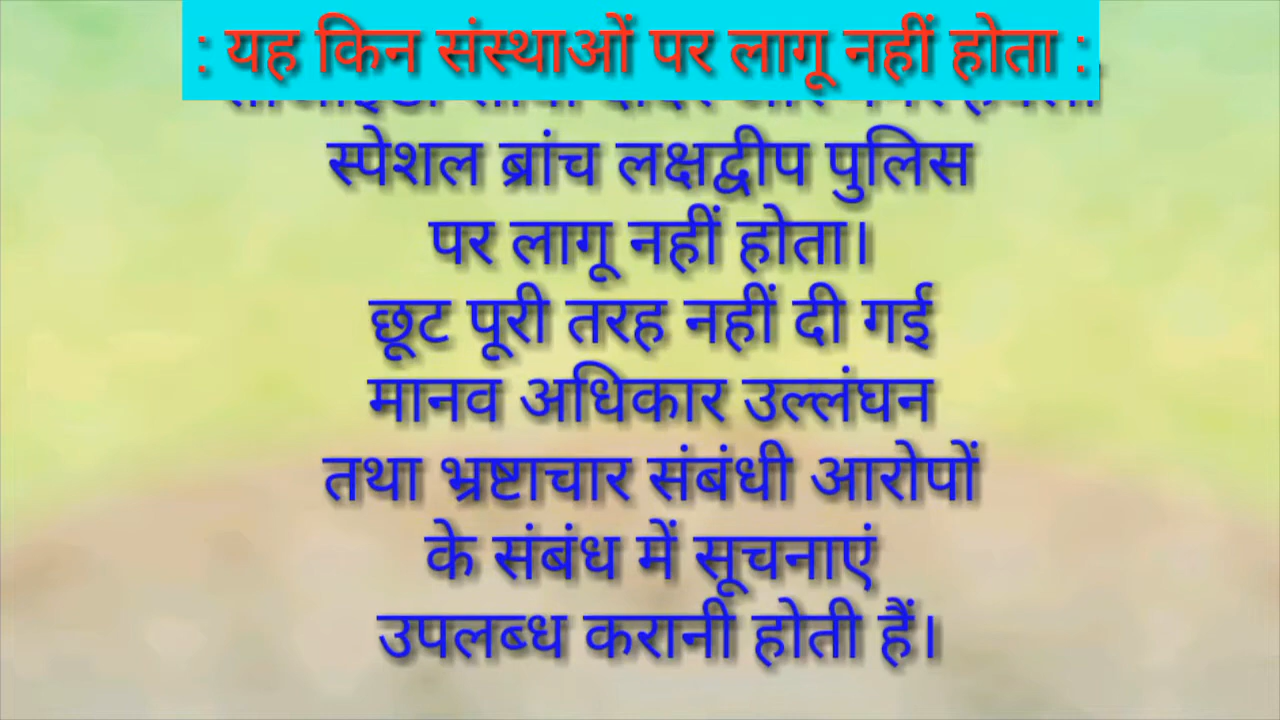 : यह किन संस्थाओं पर लागू नहीं होता :
स्पेशल ब्रांच लक्षद्वीप पुलिस
पर लागू नहीं होता।
छूट पूरी तरह नहीं दी गई
मानव अधिकार उल्लंघन
तथा भ्रष्टाचार संबंधी आरोपों
के संबंध में सूचनाएं
उपलब्ध करानी होती हैं।